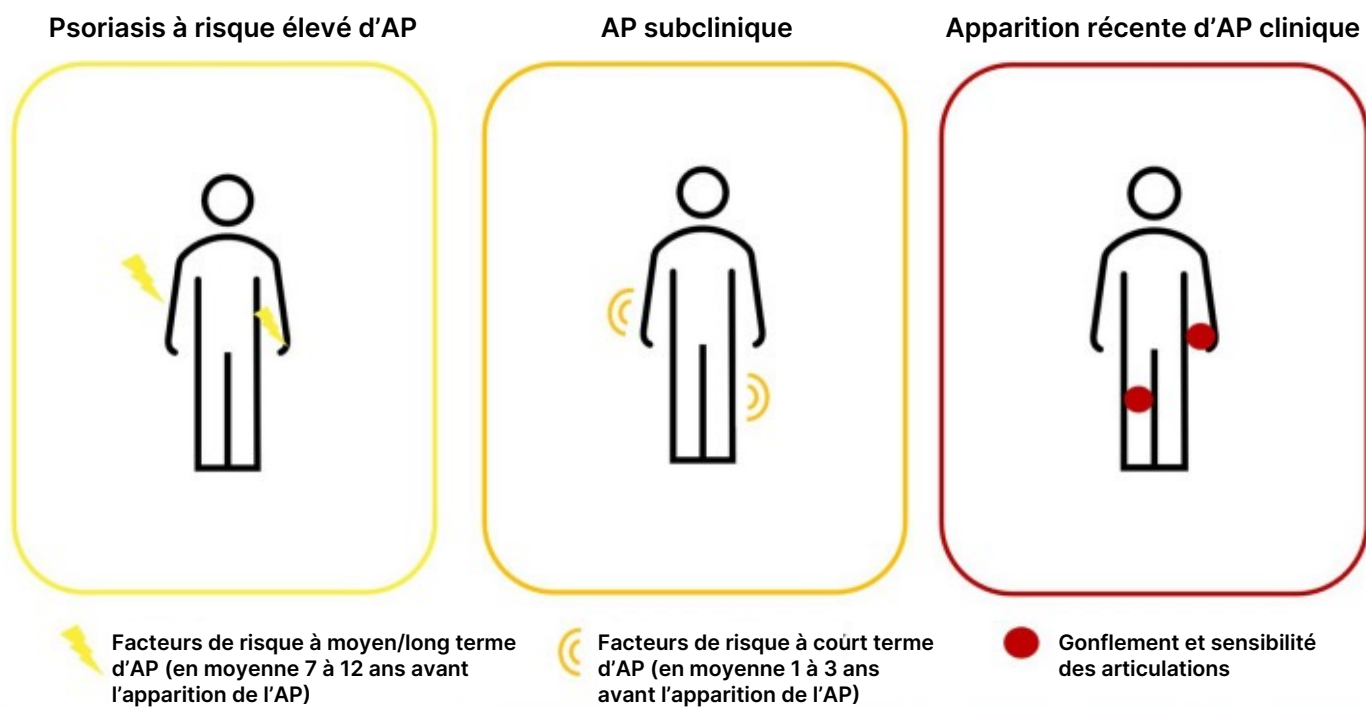 Psoriasis à risque élevé d’AP
AP subclinique
Apparition récente d’AP clinique
Facteurs de risque à moyen/long terme
d’AP (en moyenne 7 à 12 ans avant
l’apparition de l’AP)
Facteurs de risque à court terme
d’AP (en moyenne 1 à 3 ans
avant l’apparition de l’AP)
Gonflement et sensibilité
des articulations